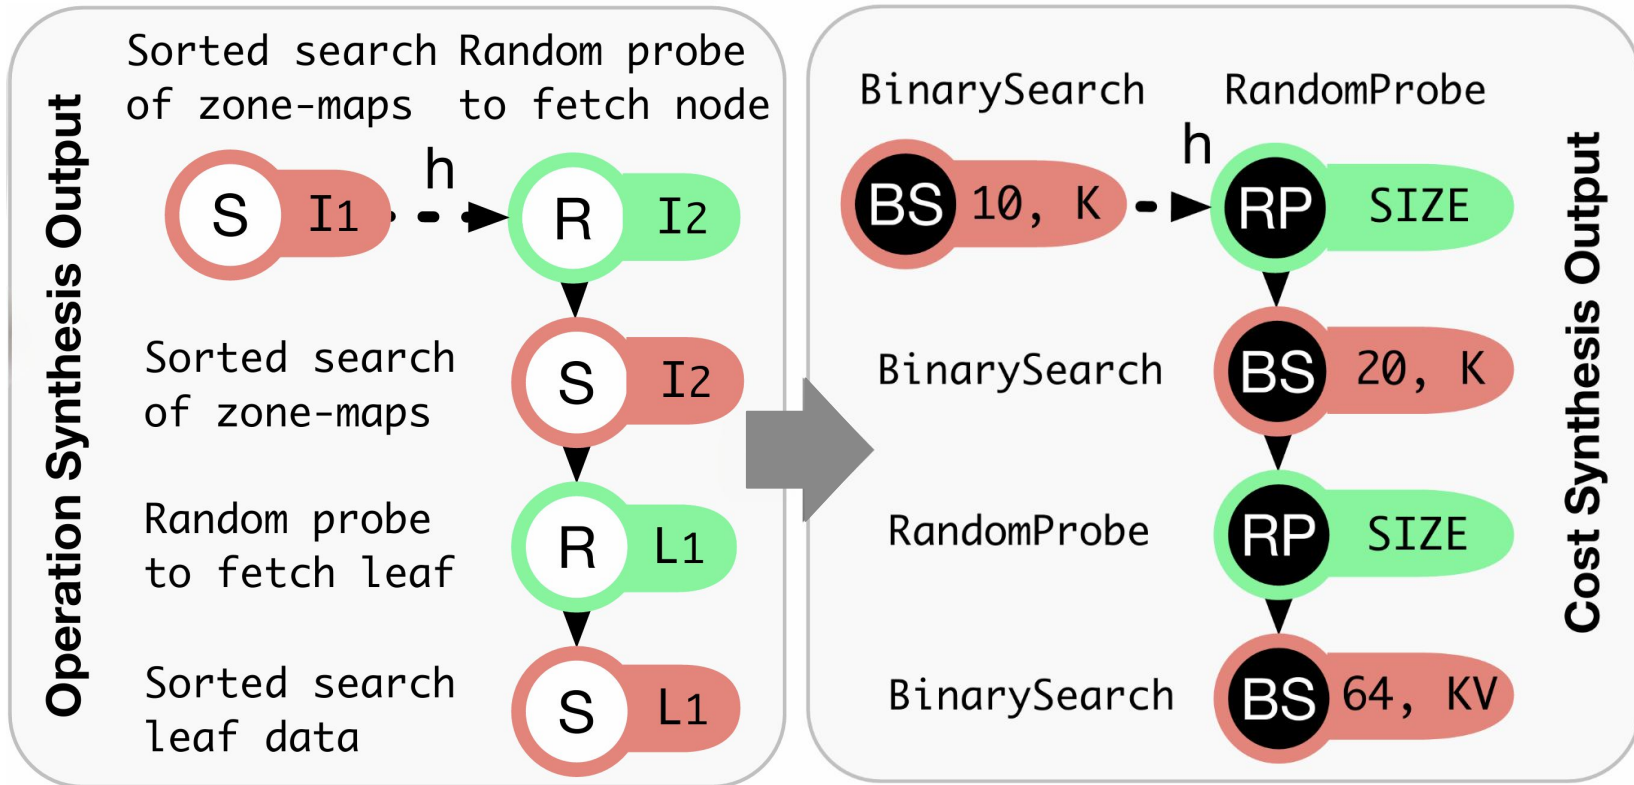 Operation Synthesis Output
Sorted search
of zone-maps
Random probe
to fetch node
S I1
h
R I2
Sorted search
of zone-maps
S I2
Random probe
to fetch leaf
R L1
Sorted search
leaf data
S L1
BinarySearch
RandomProbe
BS 10, K
h
RP SIZE
BinarySearch
BS 20, K
RandomProbe
RP SIZE
BinarySearch
BS 64, KV
Cost Synthesis Output